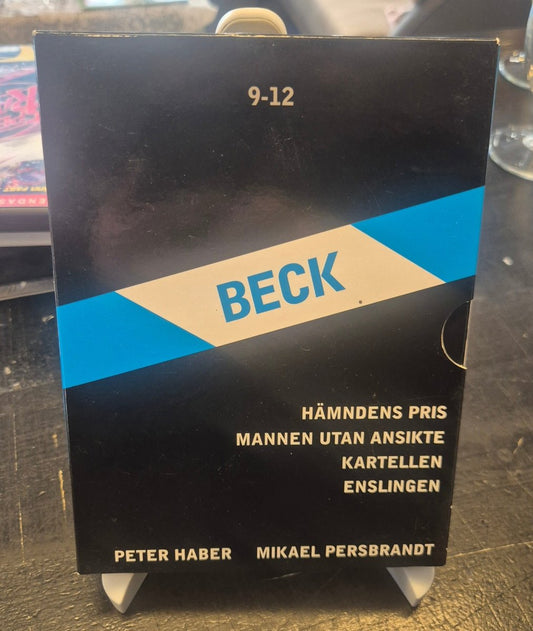 9-12
BECK
HÄMNDENS PRIS
MANNEN UTAN ANSIKTE
KARTELLEN
ENSLINGEN
PETER HABER MIKAEL PERSBRANDT